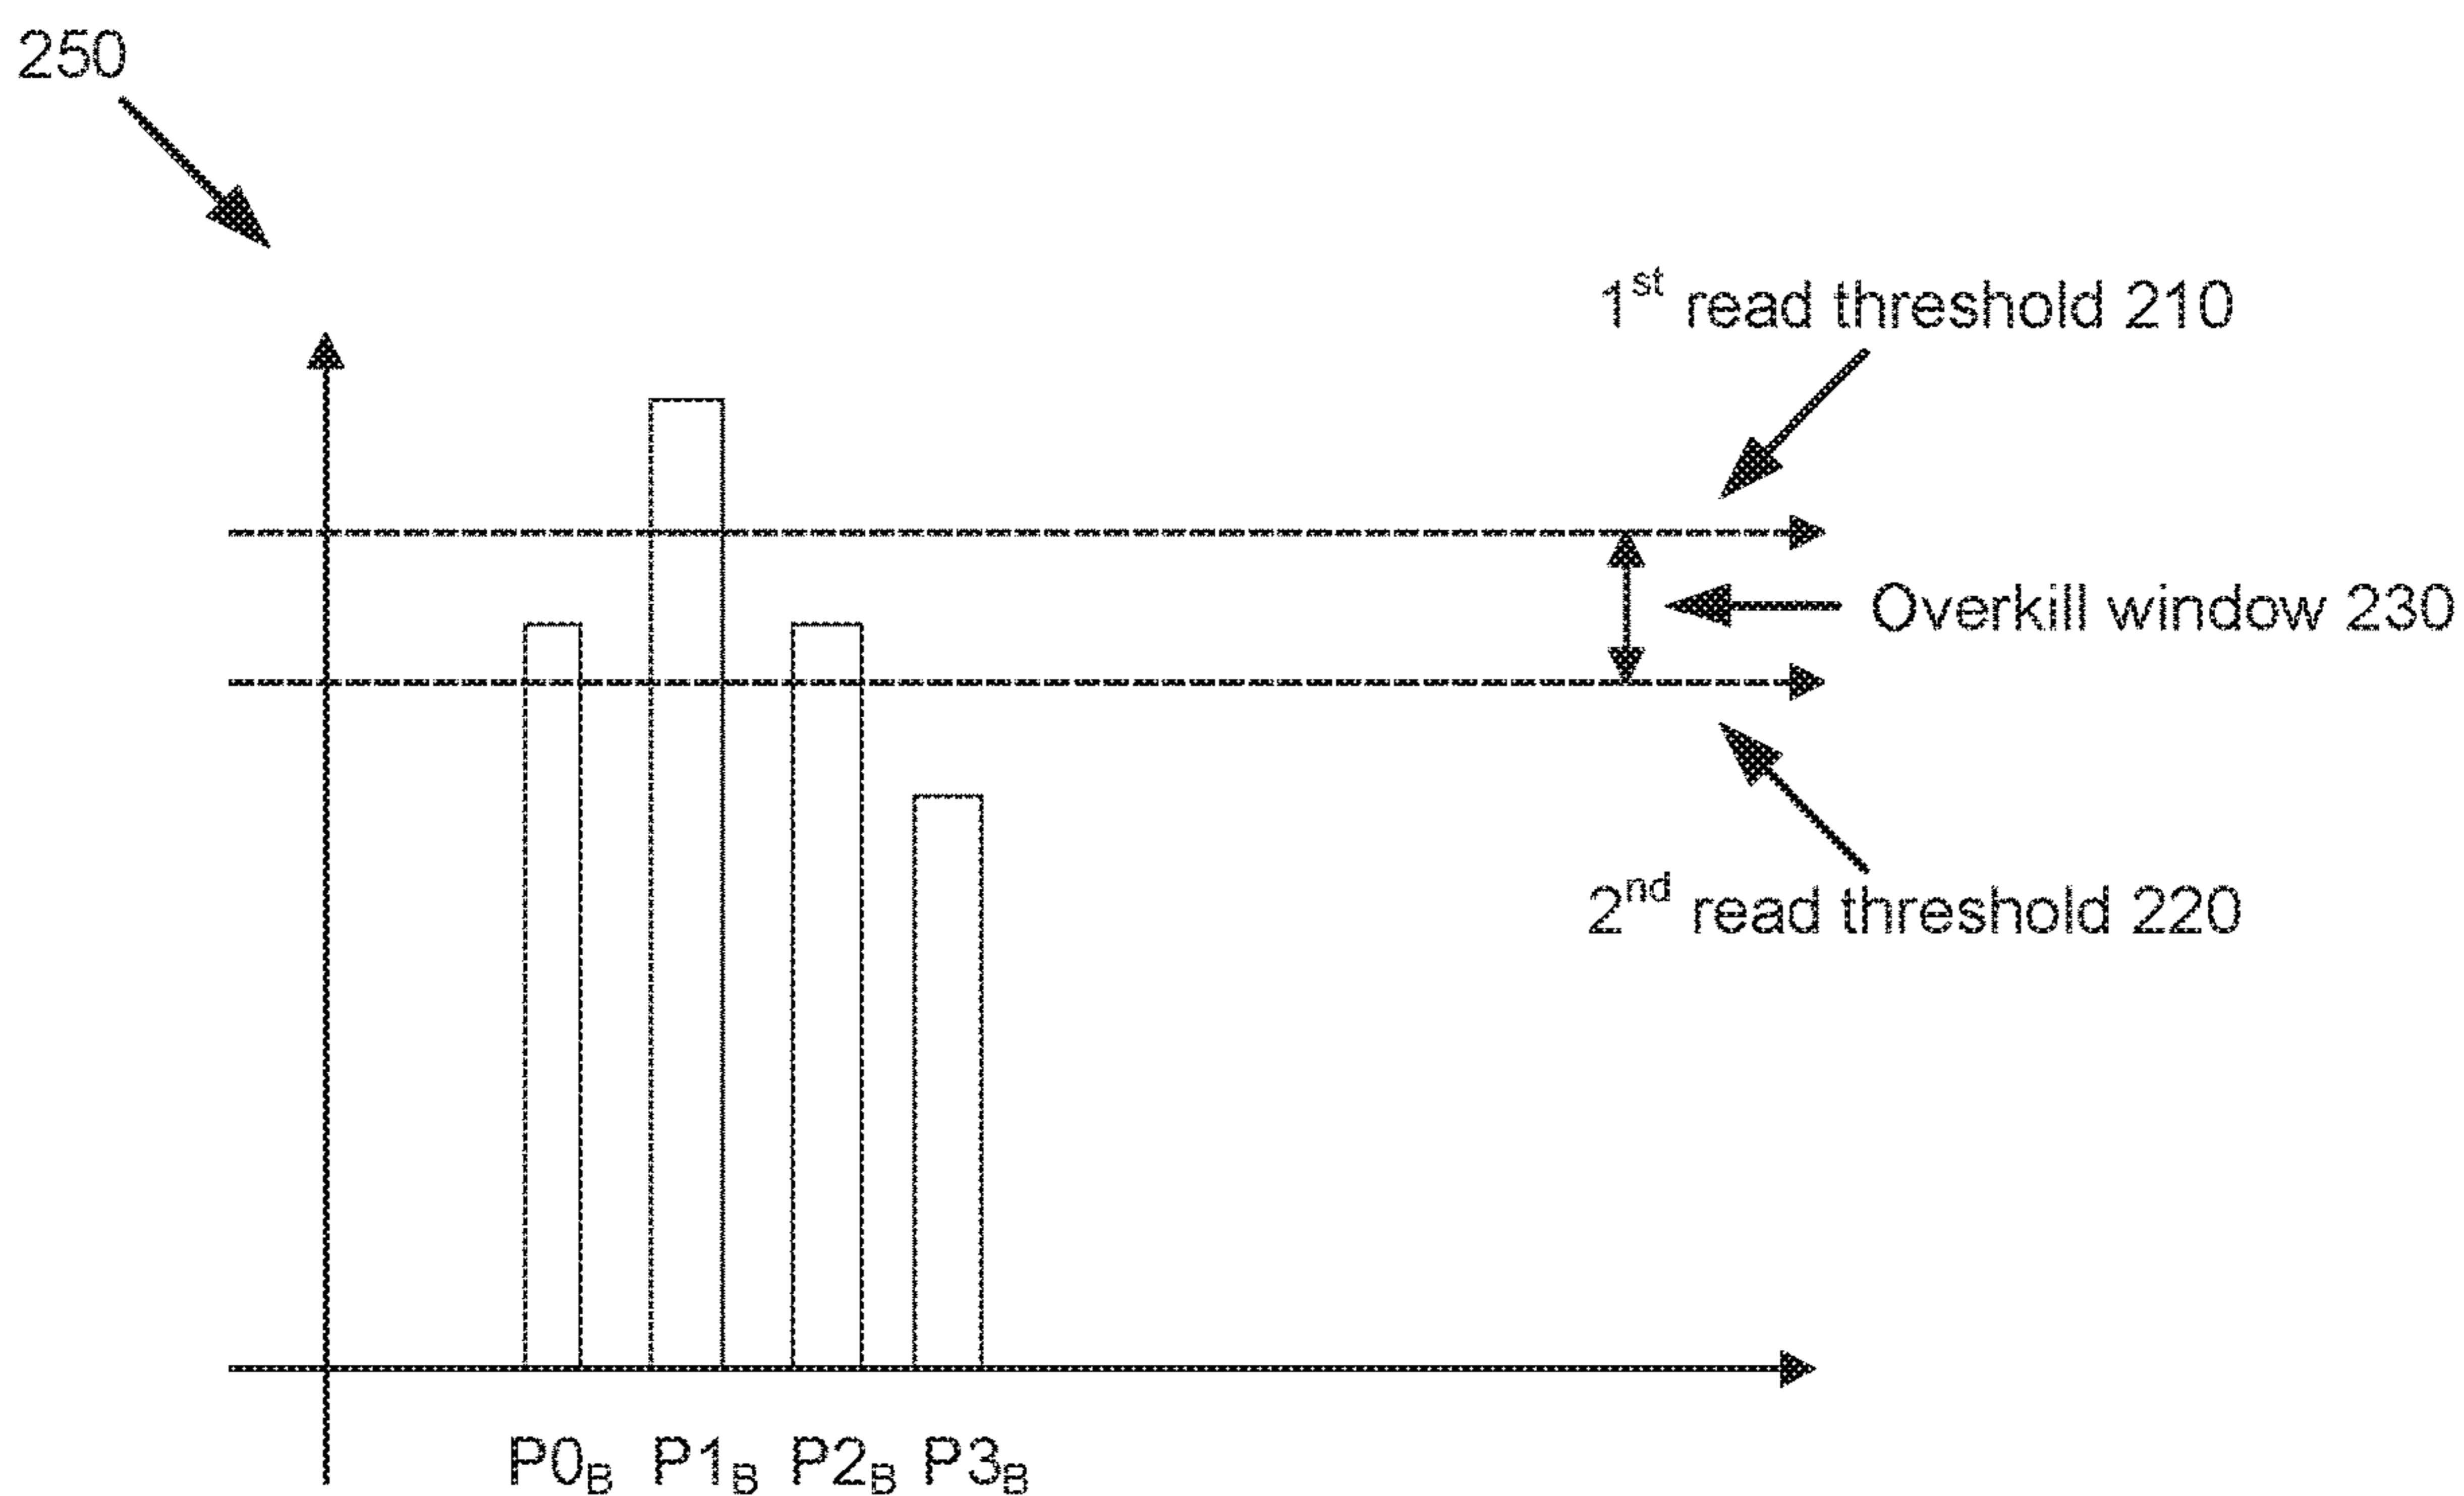 250
1st read threshold 210
Overkill window 230
2nd read threshold 220
P0B P1B P2B P3B